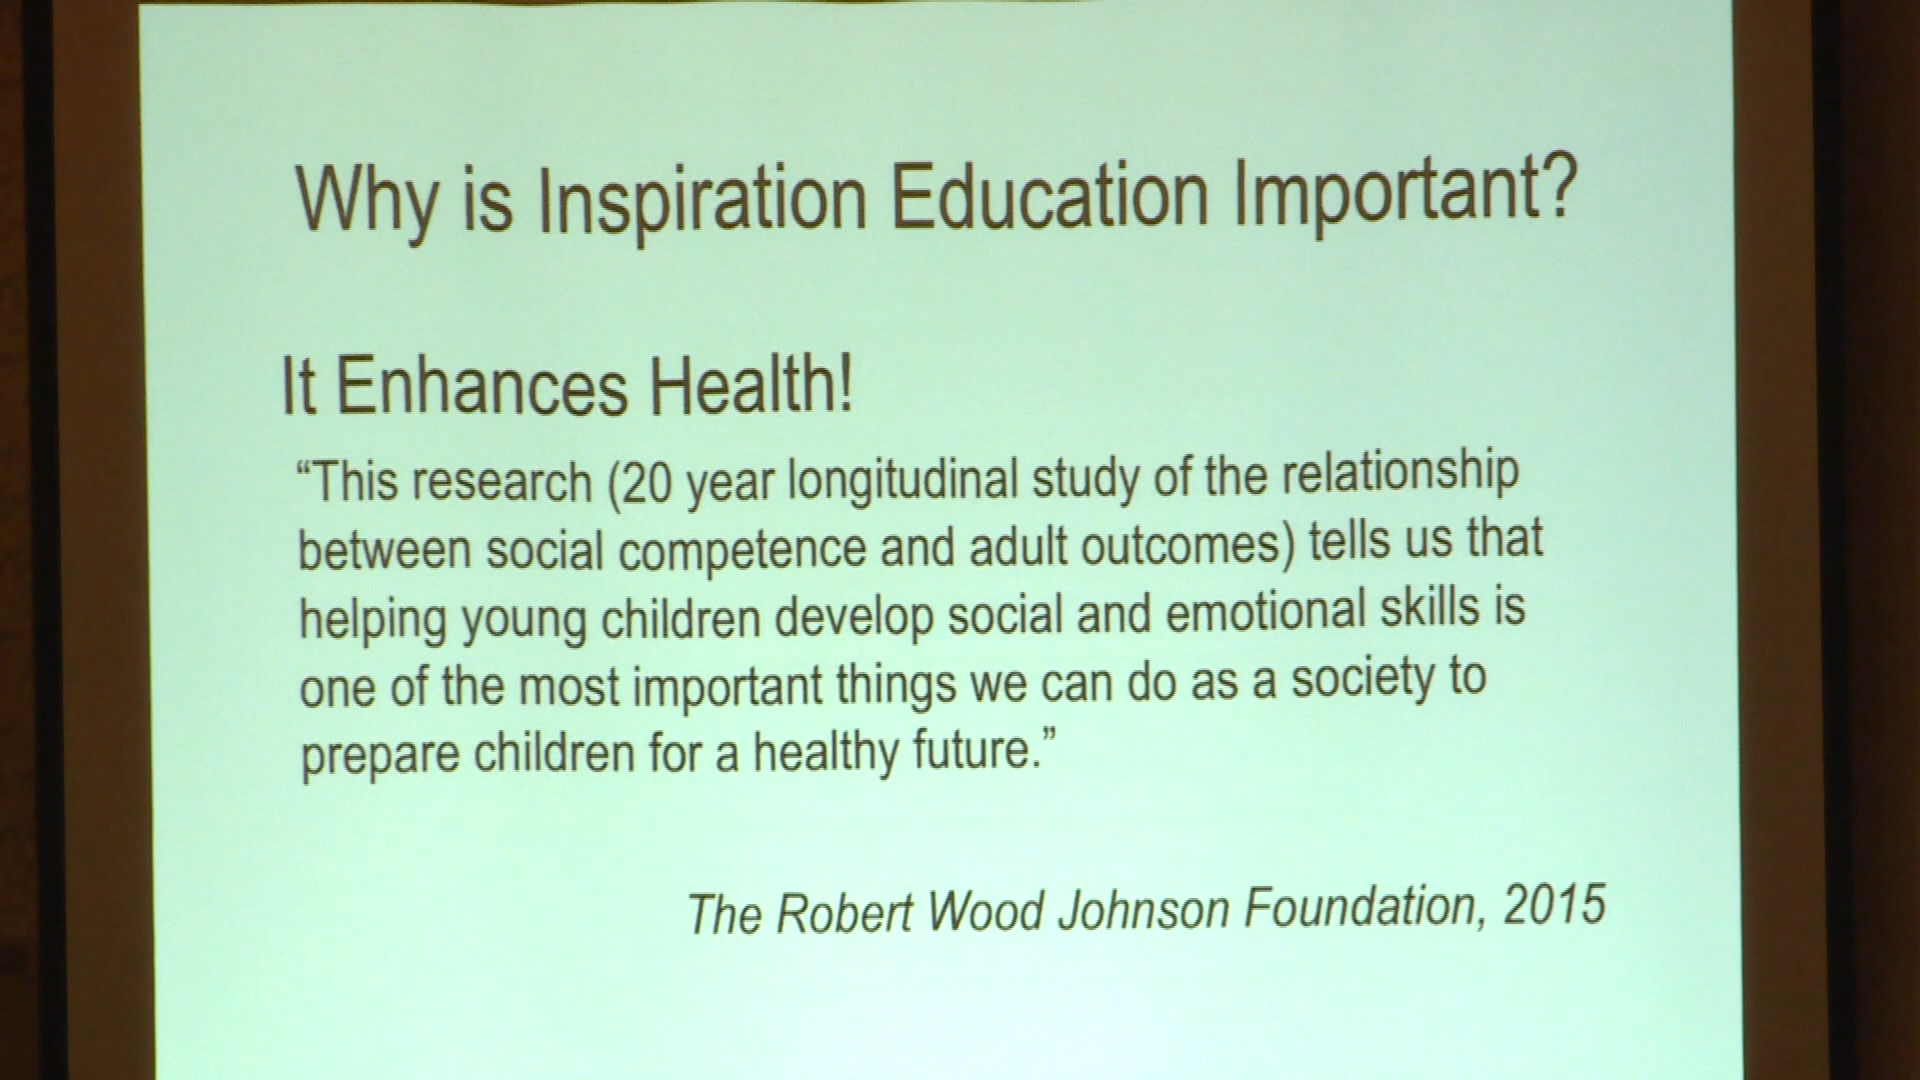 Why is Inspiration Education Important?
It Enhances Health!
“This research (20 year longitudinal study of the relationship
between social competence and adult outcomes) tells us that
helping young children develop social and emotional skills is
one of the most important things we can do as a society to
prepare children for a healthy future.”
The Robert Wood Johnson Foundation, 2015